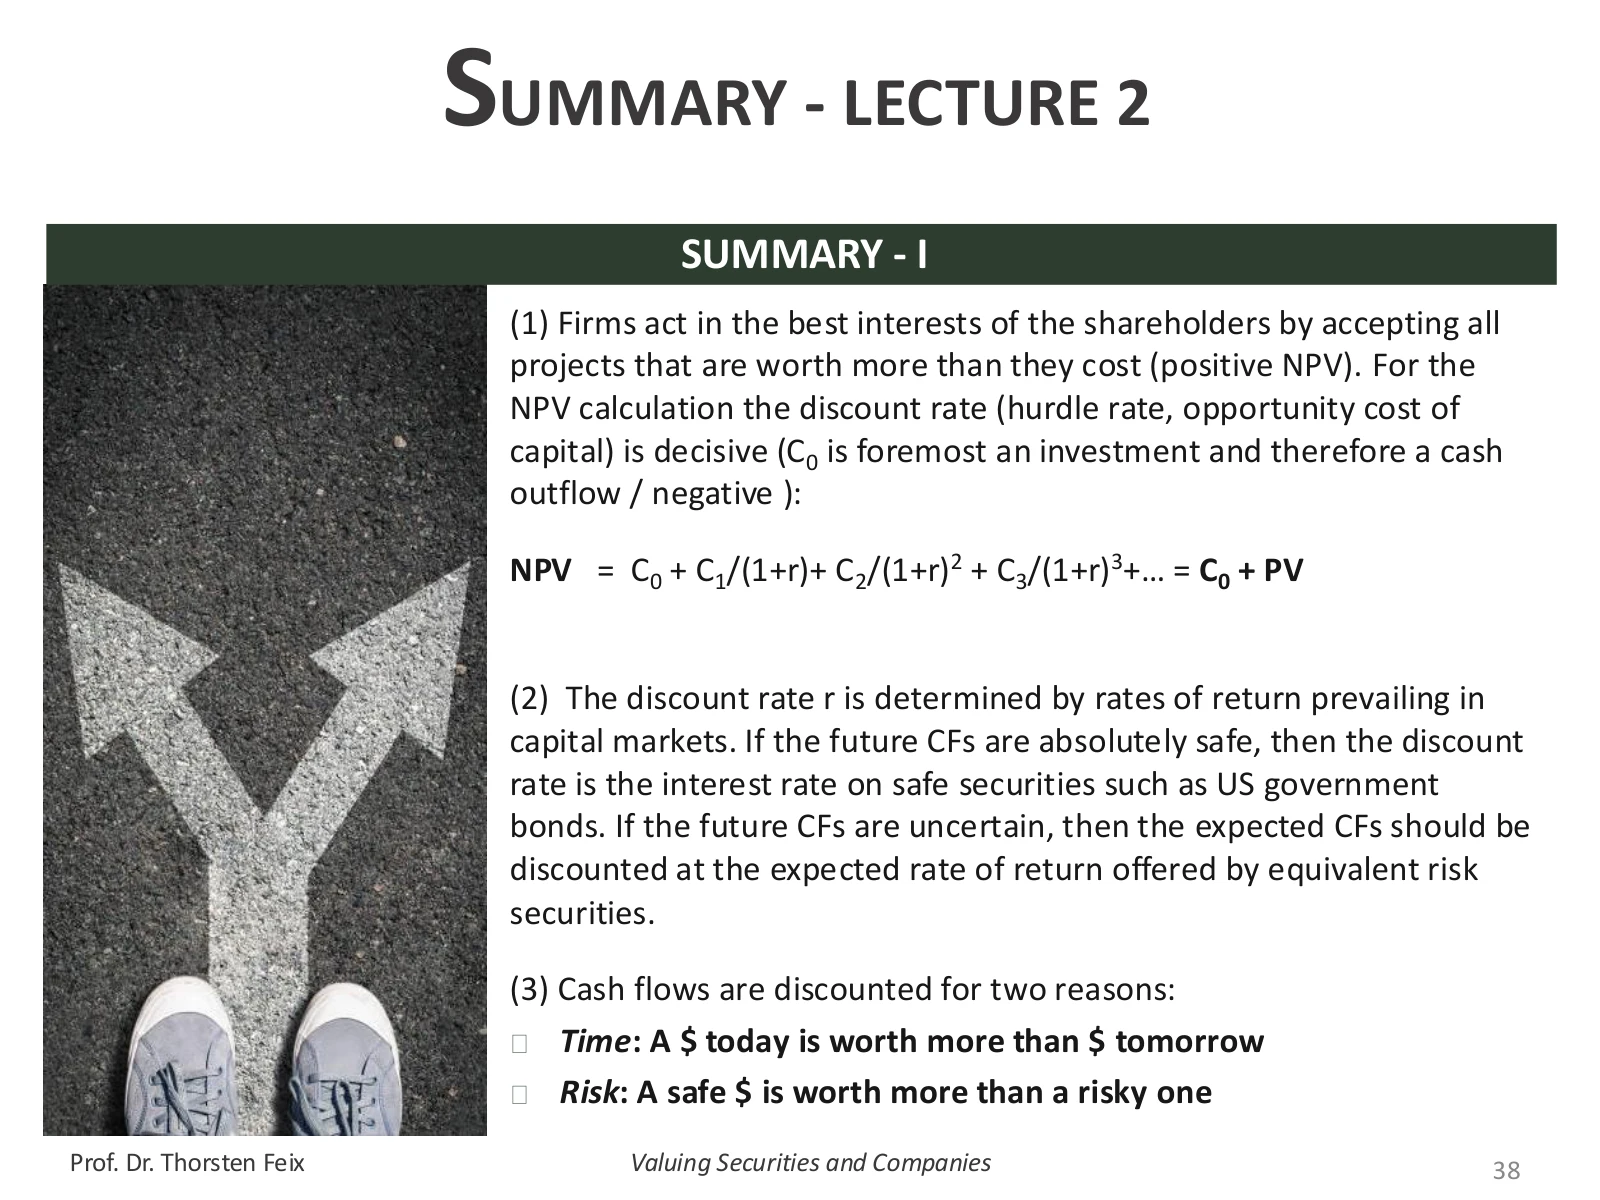 SUMMARY - LECTURE 2
SUMMARY - I
(1) Firms act in the best interests of the shareholders by accepting all
projects that are worth more than they cost (positive NPV). For the
NPV calculation the discount rate (hurdle rate, opportunity cost of
capital) is decisive (C₀ is foremost an investment and therefore a cash
outflow / negative ):
NPV = C₀ + C₁/(1+r)+ C₂/(1+r)² + C₃/(1+r)³+… = C₀ + PV
(2) The discount rate r is determined by rates of return prevailing in
capital markets. If the future CFs are absolutely safe, then the discount
rate is the interest rate on safe securities such as US government
bonds. If the future CFs are uncertain, then the expected CFs should be
discounted at the expected rate of return offered by equivalent risk
securities.
(3) Cash flows are discounted for two reasons:
Time: A $ today is worth more than $ tomorrow
Risk: A safe $ is worth more than a risky one
Prof. Dr. Thorsten Feix
Valuing Securities and Companies
38